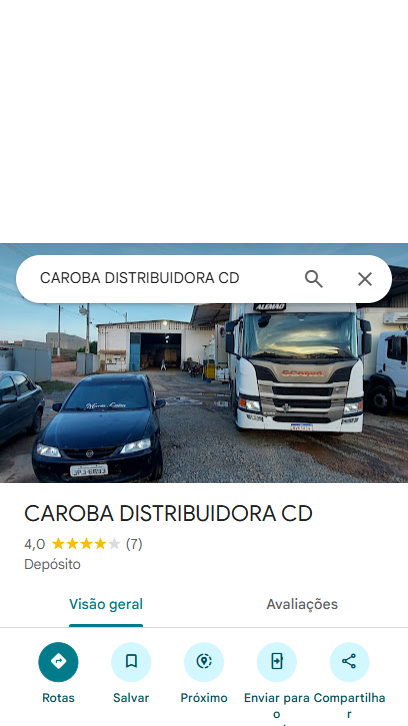 CAROBA DISTRIBUIDORA CD
ALEMÃO
CAROBA DISTRIBUIDORA CD
4,0 (7)
Depósito
Visão geral
Avaliações
Rotas
Salvar
Próximo
Enviar para
o
Compartilha
r